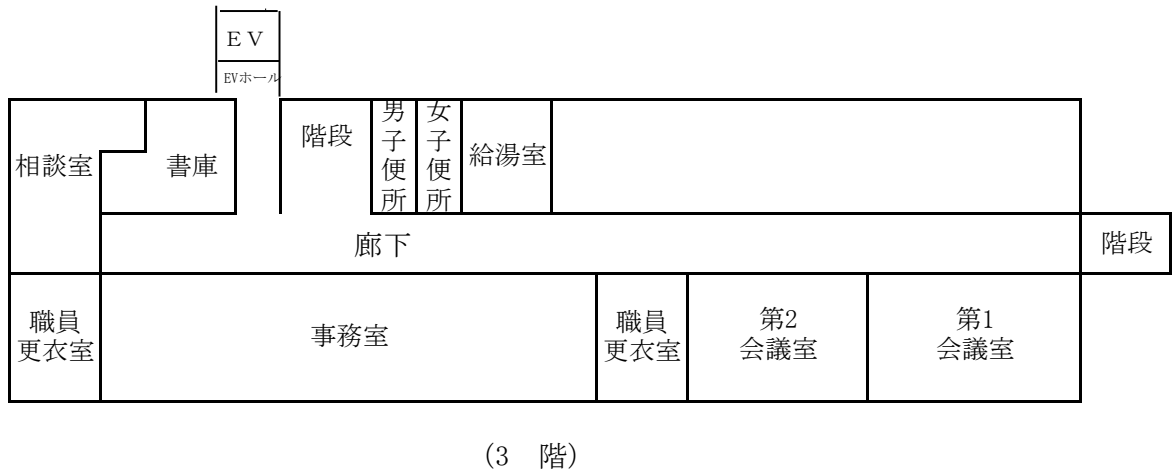 ＥＶ
EVホール
相談室
書庫
階段
男子便所
女子便所
給湯室
廊下
階段
職員
更衣室
事務室
職員
更衣室
第2
会議室
第1
会議室
(3　階)